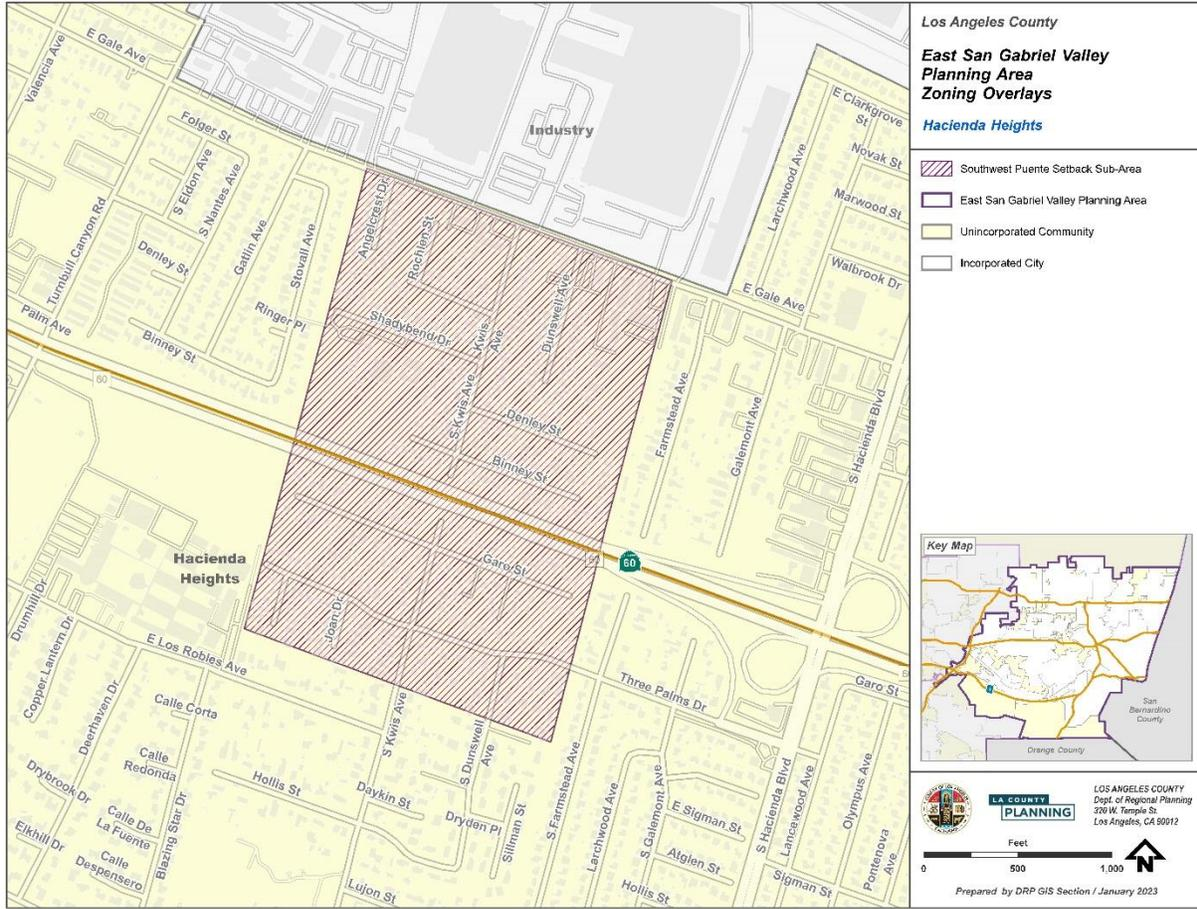 Los Angeles County
East San Gabriel Valley
Planning Area
Zoning Overlays
Hacienda Heights
Southwest Puente Setback Sub-Area
East San Gabriel Valley Planning Area
Unincorporated Community
Incorporated City
Valencia Ave
E Gale Ave
Industry
E Clarkgrove
St
Folger St
Novak St
Larchwood Ave
S Eldon Ave
S Nantes Ave
Marwood St
Angelcrest Dr
Rochlen St
Turnbull Canyon Rd
Gatlin Ave
Stovall Ave
Denley St
Walbrook Dr
E Gale Ave
Ringer Pl
Shadybend Dr
Kwis
Ave
Dunswell Ave
Palm Ave
Binney St
60
S Kwis Ave
Denley St
Farmstead Ave
Galemont Ave
S Hacienda Blvd
Binney St
Hacienda
Heights
Garo St
60
60
Drumhill Dr
Copper Lantern Dr
E Los Robles Ave
Joan Dr
Three Palms Dr
Garo St
Deerhaven Dr
Calle Corta
S Kwis Ave
S Dunswell
Ave
Calle
Redonda
Drybrook Dr
Hollis St
Daykin St
S Farmstead Ave
Larchwood Ave
S Galemont Ave
S Hacienda Blvd
Lancewood Ave
Olympus Ave
Elkhill Dr
Calle De
La Fuente
Blazing Star Dr
Dryden Pl
Sillman St
E Sigman St
Calle
Despensero
Atglen St
Pontenova
Ave
Lujon St
Hollis St
Sigman St
Key Map
San
Bernardino
County
Orange County
LA COUNTY
PLANNING
LOS ANGELES COUNTY
Dept. of Regional Planning
320 W. Temple St.
Los Angeles, CA 90012
Feet
0 500 1,000
N
Prepared by DRP GIS Section / January 2023